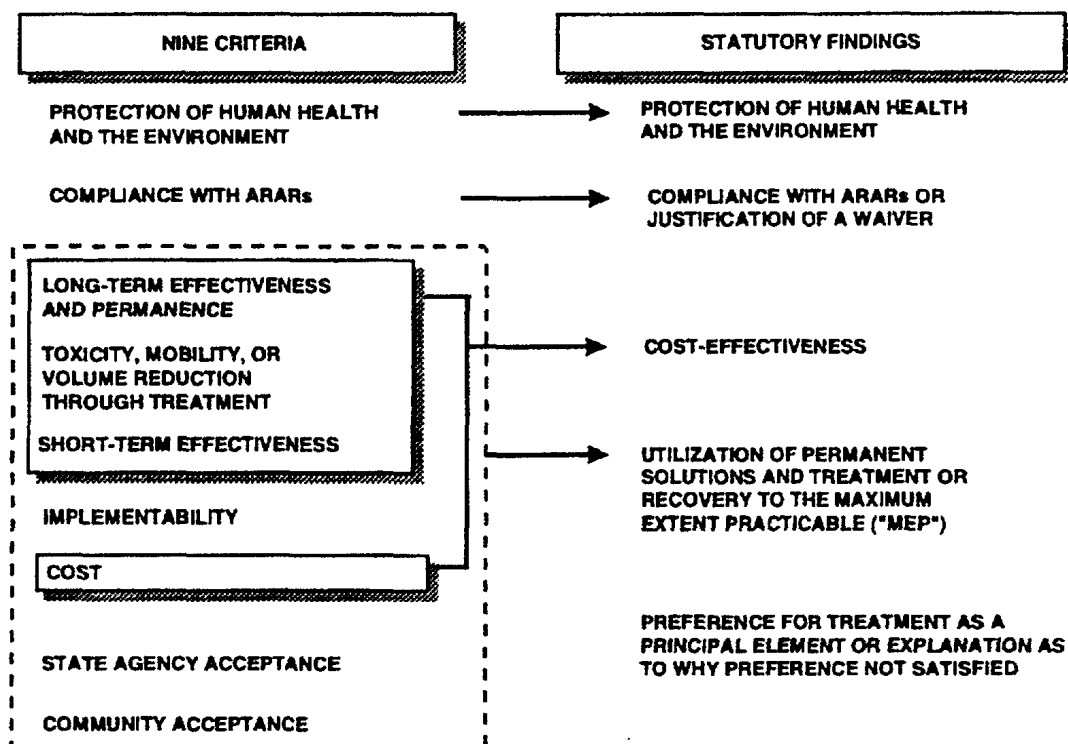 NINE CRITERIA
STATUTORY FINDINGS
PROTECTION OF HUMAN HEALTH
AND THE ENVIRONMENT
PROTECTION OF HUMAN HEALTH
AND THE ENVIRONMENT
COMPLIANCE WITH ARARs
COMPLIANCE WITH ARARs OR
JUSTIFICATION OF A WAIVER
LONG-TERM EFFECTIVENESS
AND PERMANENCE
TOXICITY, MOBILITY, OR
VOLUME REDUCTION
THROUGH TREATMENT
SHORT-TERM EFFECTIVENESS
IMPLEMENTABILITY
COST
STATE AGENCY ACCEPTANCE
COMMUNITY ACCEPTANCE
COST-EFFECTIVENESS
UTILIZATION OF PERMANENT
SOLUTIONS AND TREATMENT OR
RECOVERY TO THE MAXIMUM
EXTENT PRACTICABLE ("MEP")
PREFERENCE FOR TREATMENT AS A
PRINCIPAL ELEMENT OR EXPLANATION AS
TO WHY PREFERENCE NOT SATISFIED